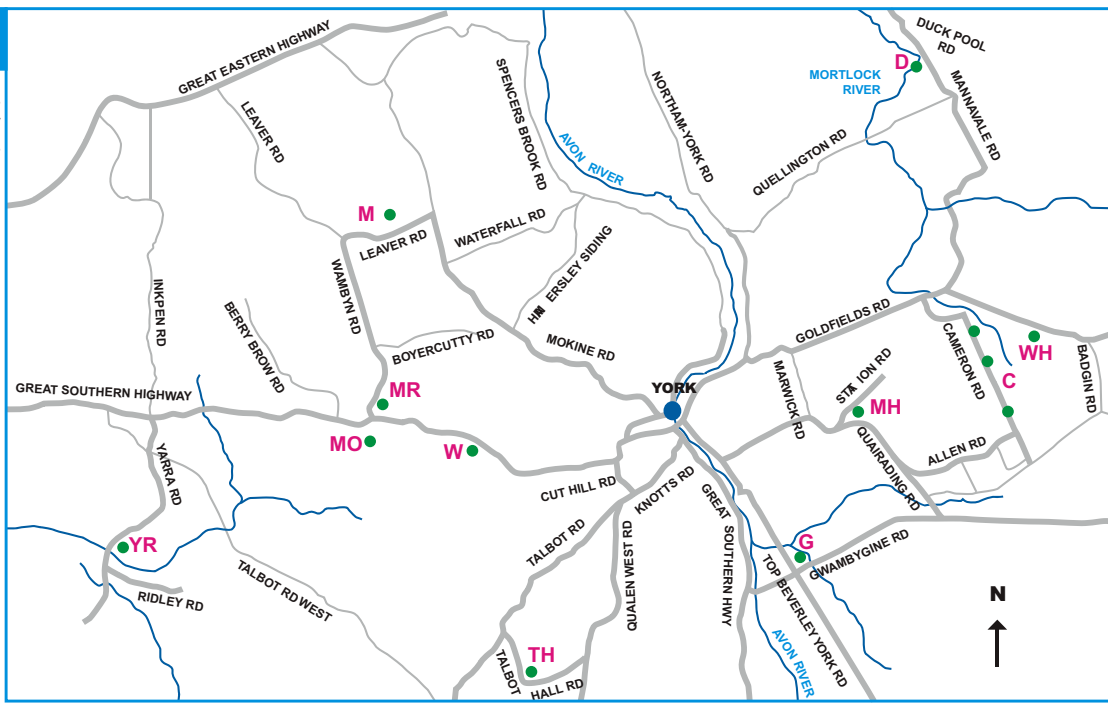 GREAT EASTERN HIGHWAY
LEAVER RD
SPENCERS BROOK RD
AVON RIVER
NORTHAM-YORK RD
DUCK POOL
RD
D
MORTLOCK
RIVER
MANNAVALE RD
QUELLINGTON RD
M
LEAVER RD
WATERFALL RD
ERSLEY SIDING
INKPEN RD
WAMBYN RD
BERRY BROW RD
BOYERCUTTY RD
MOKINE RD
GOLDFIELDS RD
CAMERON RD
WH
BADGIN RD
C
GREAT SOUTHERN HIGHWAY
MR
YORK
MARWICK RD
STATION RD
MH
MO
W
QUAIRADING RD
ALLEN RD
YARRA RD
CUT HILL RD
KNOTTS RD
GREAT SOUTHERN HWY
TALBOT RD
QUALEN WEST RD
YR
G
GWAMBYGINE RD
TOP BEVERLEY YORK RD
RIDLEY RD
TALBOT RD WEST
AVON RIVER
N
TH
TALBOT
HALL RD